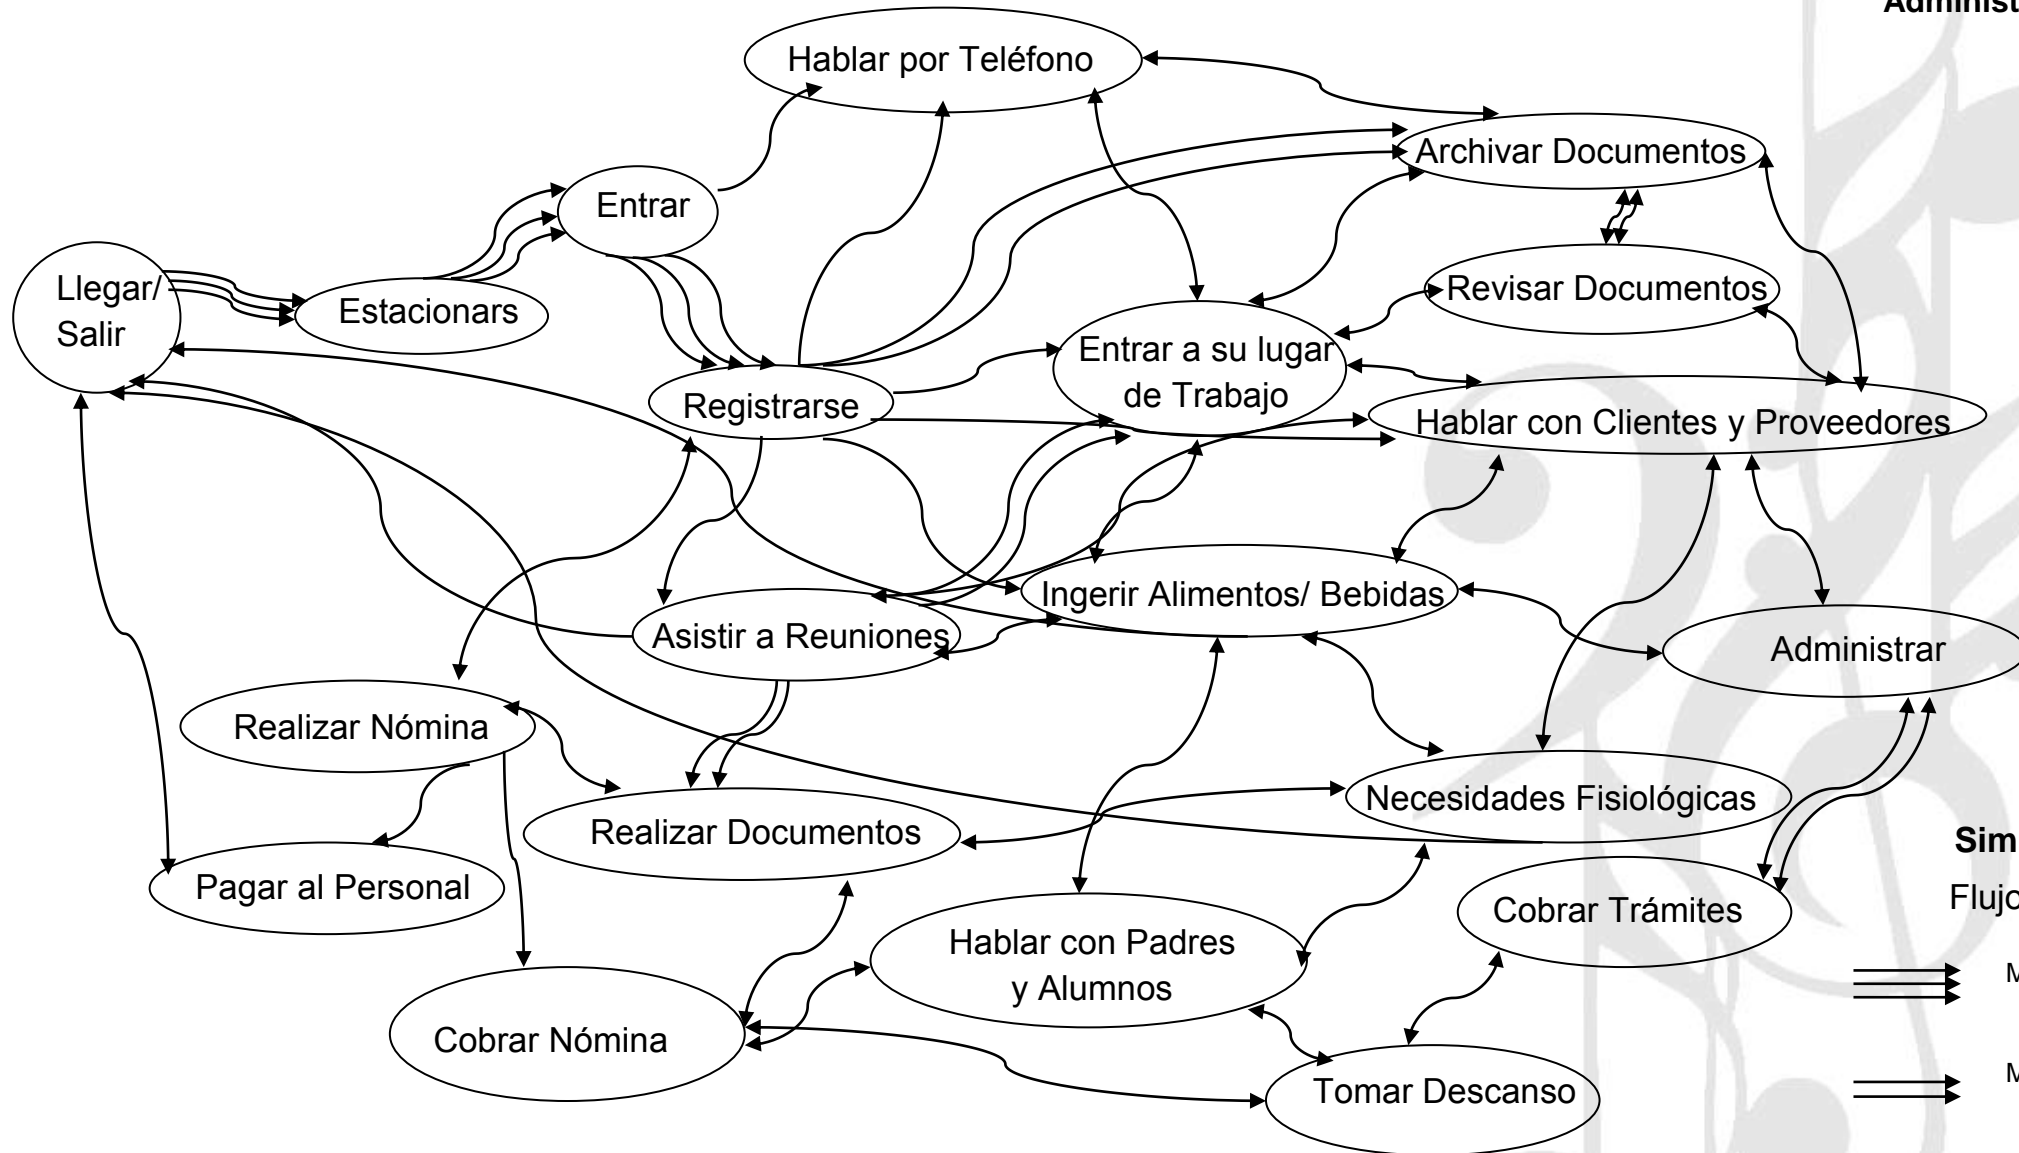 Hablar por Teléfono
Archivar Documentos
Entrar
Llegar/
Salir
Estacionars
Revisar Documentos
Entrar a su lugar
de Trabajo
Registrarse
Hablar con Clientes y Proveedores
Ingerir Alimentos/ Bebidas
Asistir a Reuniones
Administrar
Realizar Nómina
Necesidades Fisiológicas
Realizar Documentos
Pagar al Personal
Cobrar Trámites
Hablar con Padres
y Alumnos
Cobrar Nómina
Tomar Descanso
Sim
Flujo
M
M